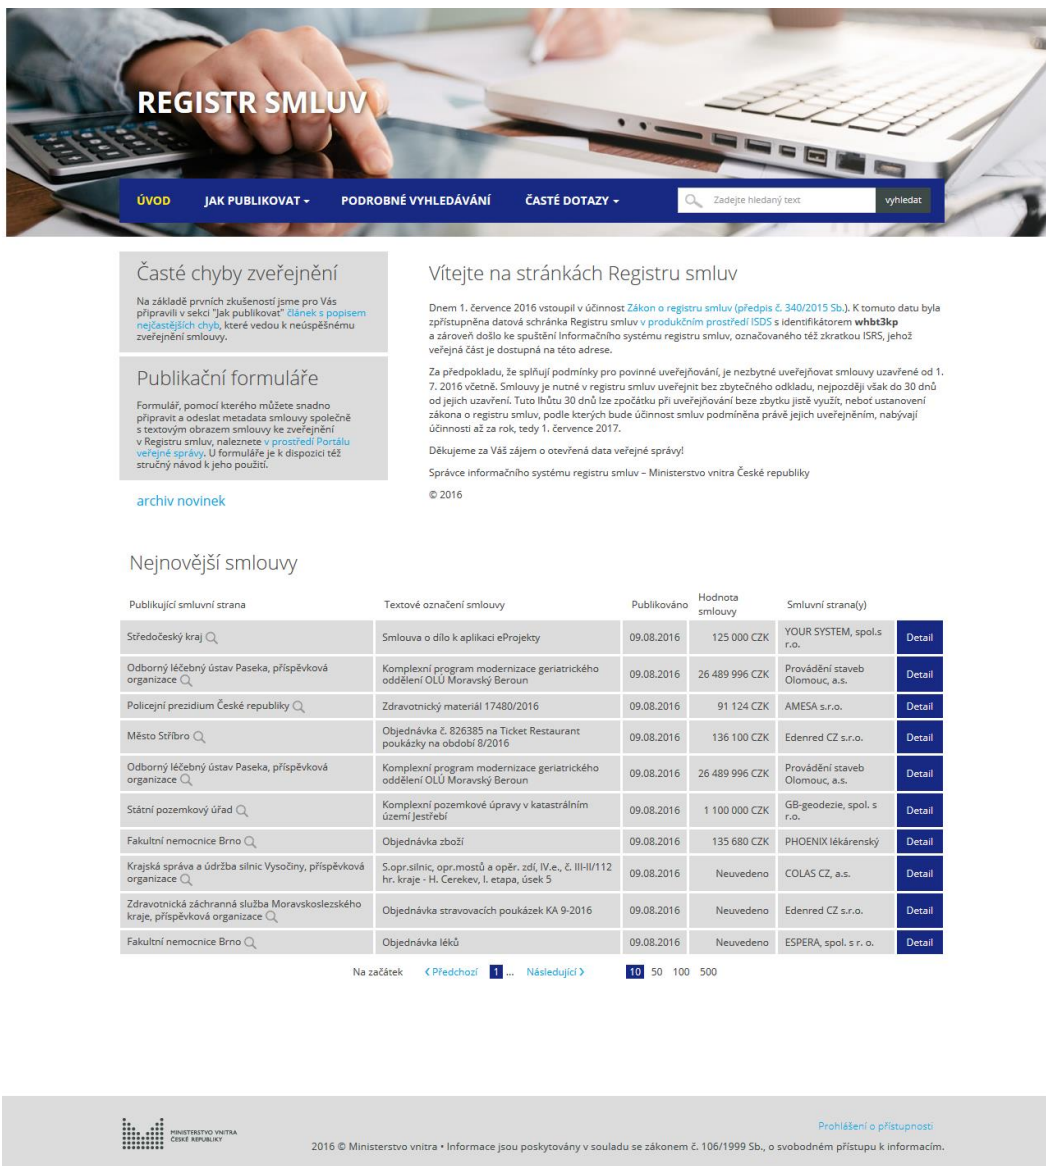 REGISTR SMLUV
ÚVOD JAK PUBLIKOVAT PODROBNÉ VYHLEDÁVÁNÍ ČASTÉ DOTAZY Zadejte hledaný text vyhledat
Časté chyby zveřejnění
Na základě prvních zkušeností jsme pro Vás
připravili v sekci "Jak publikovat" článek s popisem
nejčastějších chyb, které vedou k neúspěšnému
zveřejnění smlouvy.
Publikační formuláře
Formulář, pomocí kterého můžete snadno
připravit a odeslat metadata smlouvy společně
s textovým obrazem smlouvy ke zveřejnění
v Registru smluv, naleznete v prostředí Portálu
veřejné správy. U formuláře je k dispozici též
stručný návod k jeho použití.
archiv novinek
Vítejte na stránkách Registru smluv
Dnem 1. července 2016 vstoupil v účinnost Zákon o registru smluv (předpis č. 340/2015 Sb.). K tomuto datu byla
zpřístupněna datová schránka Registru smluv v produkčním prostředí ISDS s identifikátorem whbt3kp
a zároveň došlo ke spuštění Informačního systému registru smluv, označovaného též zkratkou ISRS, jehož
veřejná část je dostupná na této adrese.
Za předpokladu, že splňují podmínky pro povinné uveřejňování, je nezbytné uveřejňovat smlouvy uzavřené od 1.
7. 2016 včetně. Smlouvy je nutné v registru smluv uveřejnit bez zbytečného odkladu, nejpozději však do 30 dnů
od jejich uzavření. Tuto lhůtu 30 dnů lze zpočátku při uveřejňování beze zbytku jistě využít, neboť ustanovení
zákona o registru smluv, podle kterých bude účinnost smluv podmíněna právě jejich uveřejněním, nabývají
účinnosti až za rok, tedy 1. července 2017.
Děkujeme za Váš zájem o otevřená data veřejné správy!
Správce informačního systému registru smluv – Ministerstvo vnitra České republiky
© 2016
Nejnovější smlouvy
Publikující smluvní strana Textové označení smlouvy Publikováno Hodnota smlouvy Smluvní strana(y)
Středočeský kraj Smlouva o dílo k aplikaci eProjekty 09.08.2016 125 000 CZK YOUR SYSTEM, spol.s r.o. Detail
Odborný léčebný ústav Paseka, příspěvková organizace Komplexní program modernizace geriatrického oddělení OLÚ Moravský Beroun 09.08.2016 26 489 996 CZK Provádění staveb Olomouc, a.s. Detail
Policejní prezidium České republiky Zdravotnický materiál 17480/2016 09.08.2016 91 124 CZK AMESA s.r.o. Detail
Město Stříbro Objednávka č. 826385 na Ticket Restaurant poukázky na období 8/2016 09.08.2016 136 100 CZK Edenred CZ s.r.o. Detail
Odborný léčebný ústav Paseka, příspěvková organizace Komplexní program modernizace geriatrického oddělení OLÚ Moravský Beroun 09.08.2016 26 489 996 CZK Provádění staveb Olomouc, a.s. Detail
Státní pozemkový úřad Komplexní pozemkové úpravy v katastrálním území Jestřebí 09.08.2016 1 100 000 CZK GB-geodezie, spol. s r.o. Detail
Fakultní nemocnice Brno Objednávka zboží 09.08.2016 135 680 CZK PHOENIX lékárenský Detail
Krajská správa a údržba silnic Vysočiny, příspěvková organizace S.opr.silnic, opr.mostů a opěr. zdí, IV.e., č. III-II/112 hr. kraje - H. Cerekev, I. etapa, úsek 5 09.08.2016 Neuvedeno COLAS CZ, a.s. Detail
Zdravotnická záchranná služba Moravskoslezského kraje, příspěvková organizace Objednávka stravovacích poukázek KA 9-2016 09.08.2016 Neuvedeno Edenred CZ s.r.o. Detail
Fakultní nemocnice Brno Objednávka léků 09.08.2016 Neuvedeno ESPERA, spol. s r. o. Detail
Na začátek Předchozí 1 ... Následující 10 50 100 500
MINISTERSTVO VNITRA
ČESKÉ REPUBLIKY
Prohlášení o přístupnosti
2016 © Ministerstvo vnitra • Informace jsou poskytovány v souladu se zákonem č. 106/1999 Sb., o svobodném přístupu k informacím.